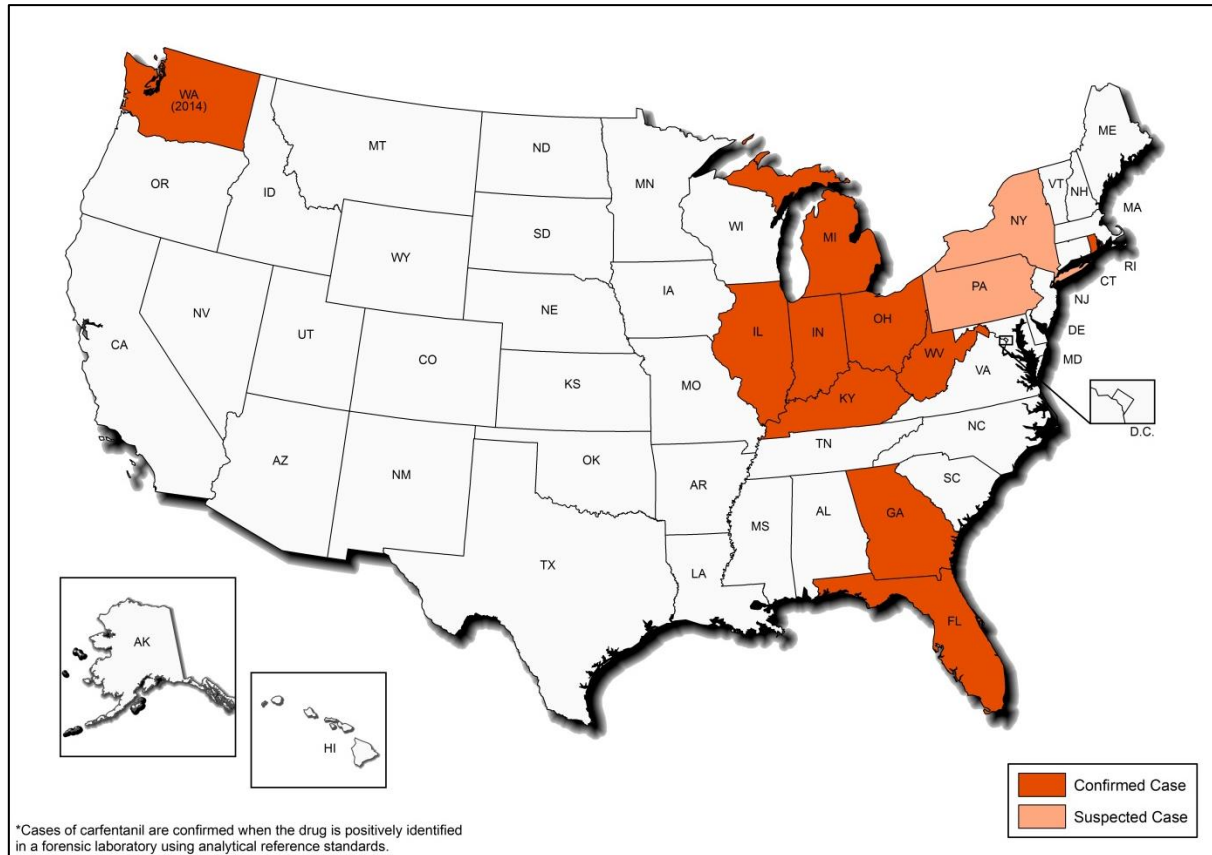 WA
(2014)
MT
ND
MN
ME
OR
ID
VT
NH
MA
WI
NY
SD
MI
WY
RI
CT
IA
PA
NE
NJ
NV
OH
IL
IN
UT
DE
CA
CO
WV
MD
VA
KS
MO
KY
D.C.
NC
TN
OK
AZ
NM
AR
SC
GA
MS
AL
TX
LA
FL
AK
HI
Confirmed Case
Suspected Case
*Cases of carfentanil are confirmed when the drug is positively identified
in a forensic laboratory using analytical reference standards.